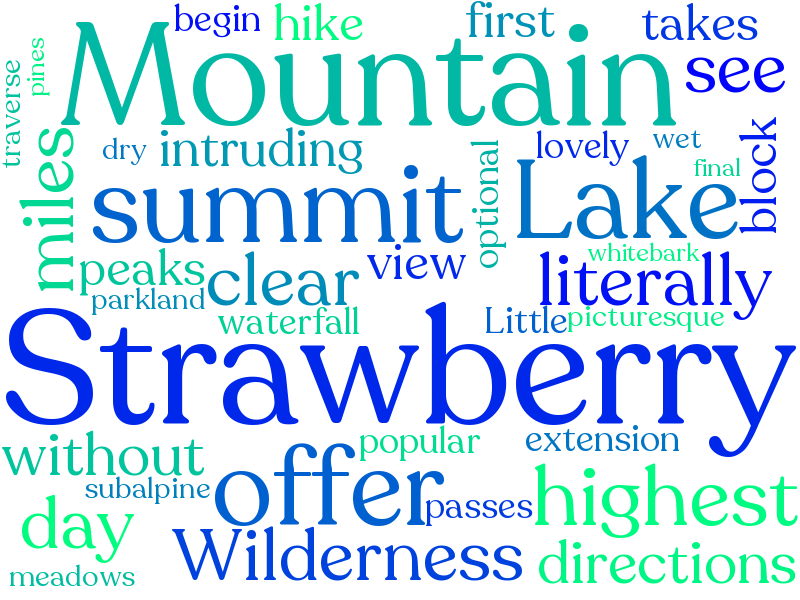 begin
hike
first
takes
Mountain
see
traverse
pines
miles
dry
intruding
optional
lovely
wet
block
final
summit
Lake
peaks
clear
view
whitebark
literally
parkland
waterfall
Little
picturesque
Strawberry
without
popular
extension
subalpine
offer
passes
highest
day
Wilderness
directions
meadows